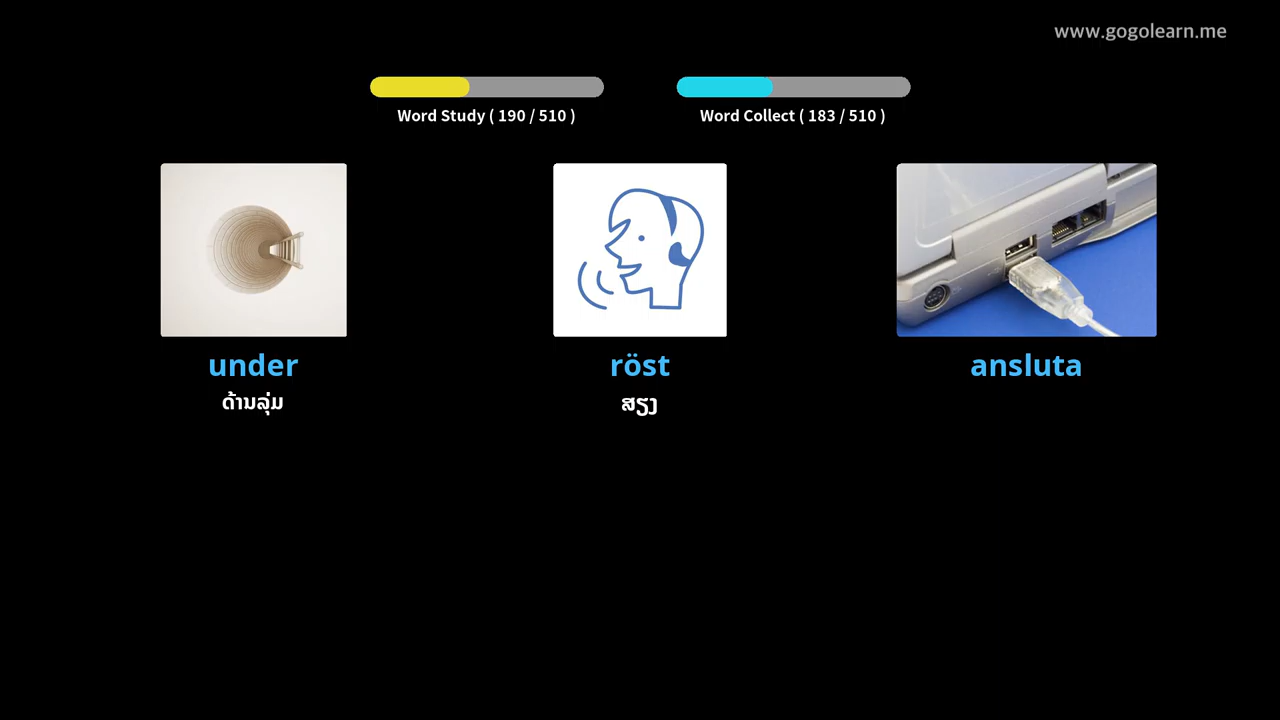 www.gogolearn.me
Word Study ( 190 / 510 )
Word Collect ( 183 / 510 )
under
röst
ansluta
ດ້ານລຸ່ມ
ສຽງ